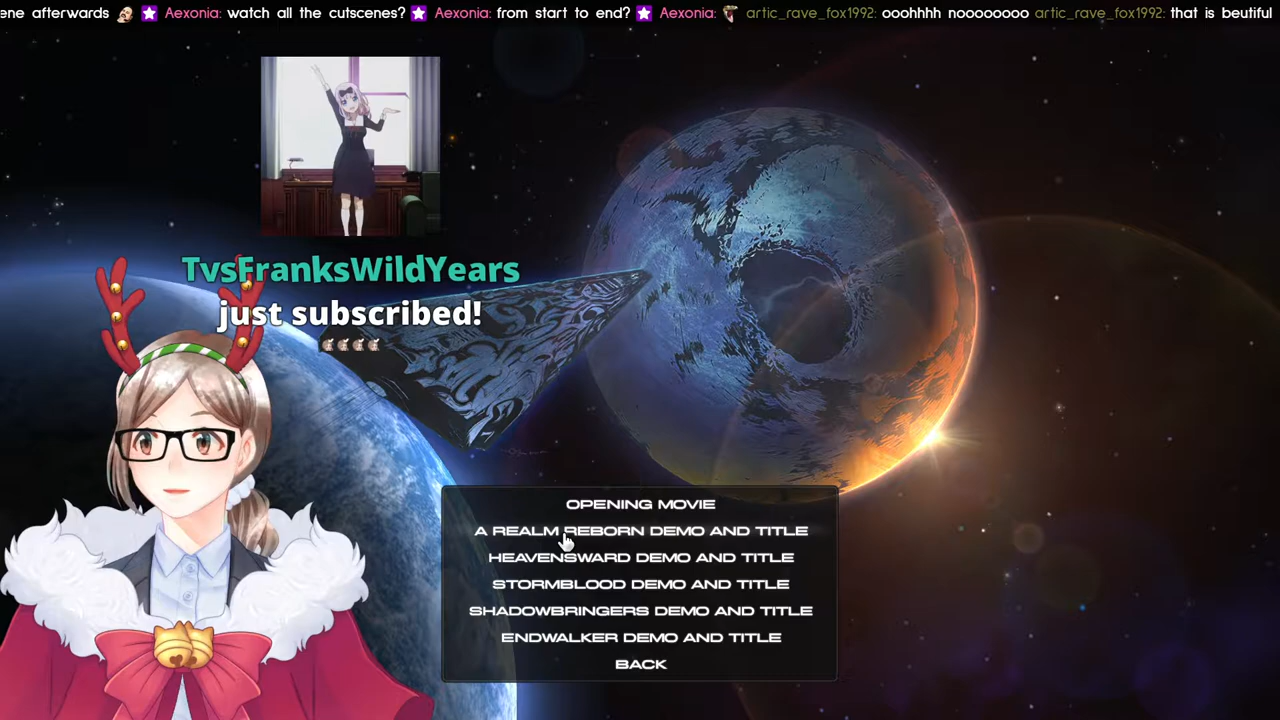 ene afterwards Aexonia: watch all the cutscenes? Aexonia: from start to end? Aexonia: artic_rave_fox1992: ooohhhh noooooooo artic_rave_fox1992: that is beutiful
TvsFranksWildYears
just subscribed!
OPENING MOVIE
A REALM REBORN DEMO AND TITLE
HEAVENSWARD DEMO AND TITLE
STORMBLOOD DEMO AND TITLE
SHADOWBRINGERS DEMO AND TITLE
ENDWALKER DEMO AND TITLE
BACK